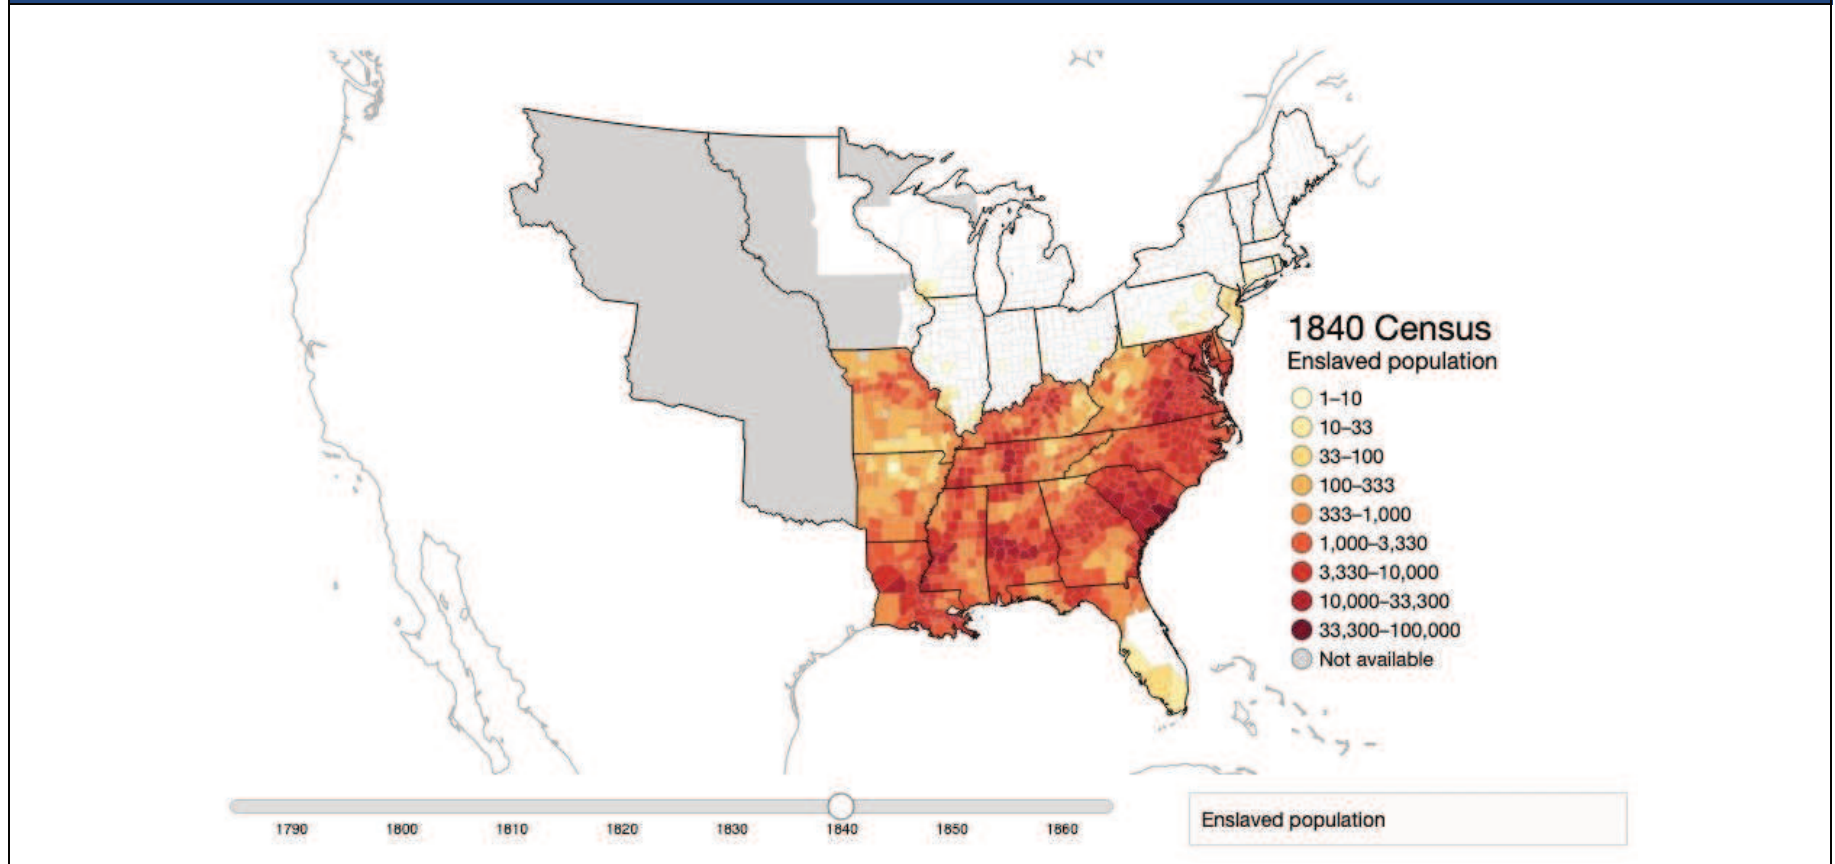 1840 Census
Enslaved population
1–10
10–33
33–100
100–333
333–1,000
1,000–3,330
3,330–10,000
10,000–33,300
33,300–100,000
Not available
1790 1800 1810 1820 1830 1840 1850 1860
Enslaved population